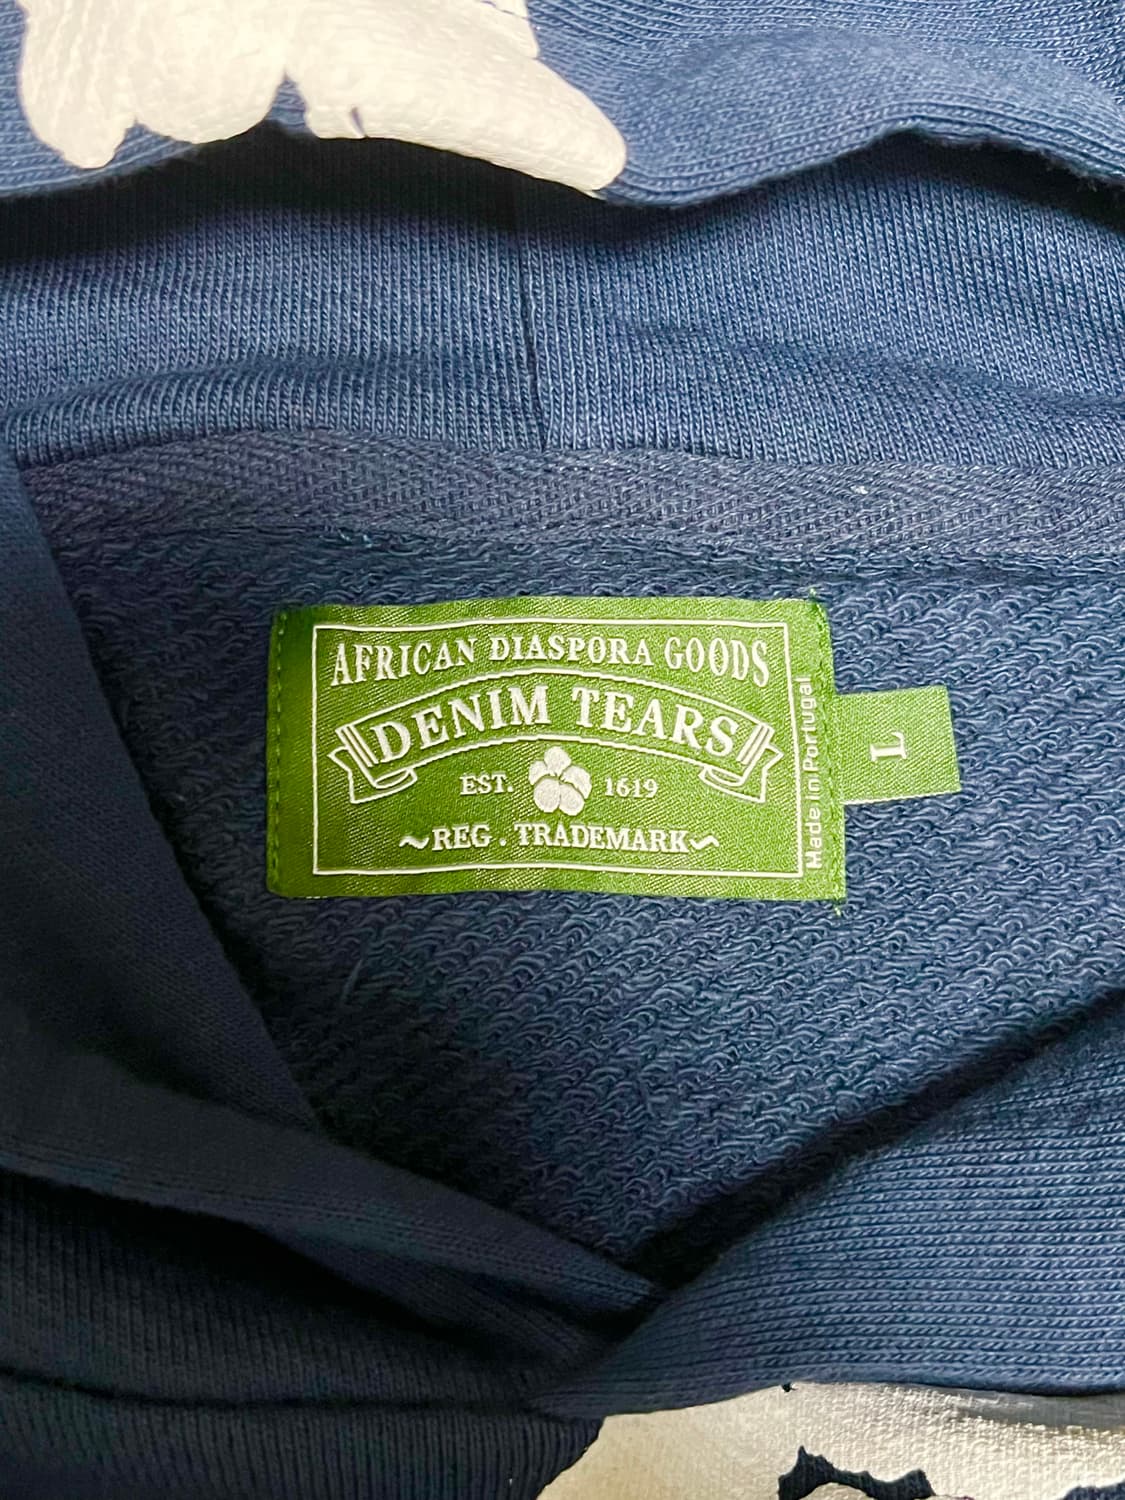 AFRICAN DIASPORA GOODS
DENIM TEARS
EST. 1619
~REG . TRADEMARK~
Made in Portugal
L